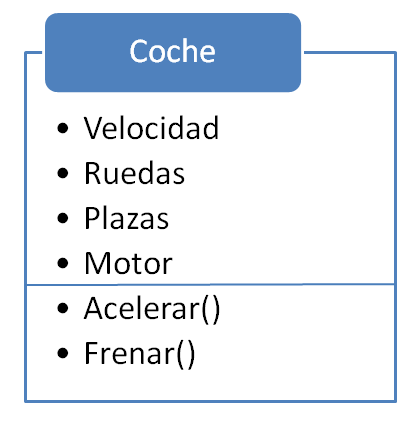 Coche
• Velocidad
• Ruedas
• Plazas
• Motor
• Acelerar()
• Frenar()